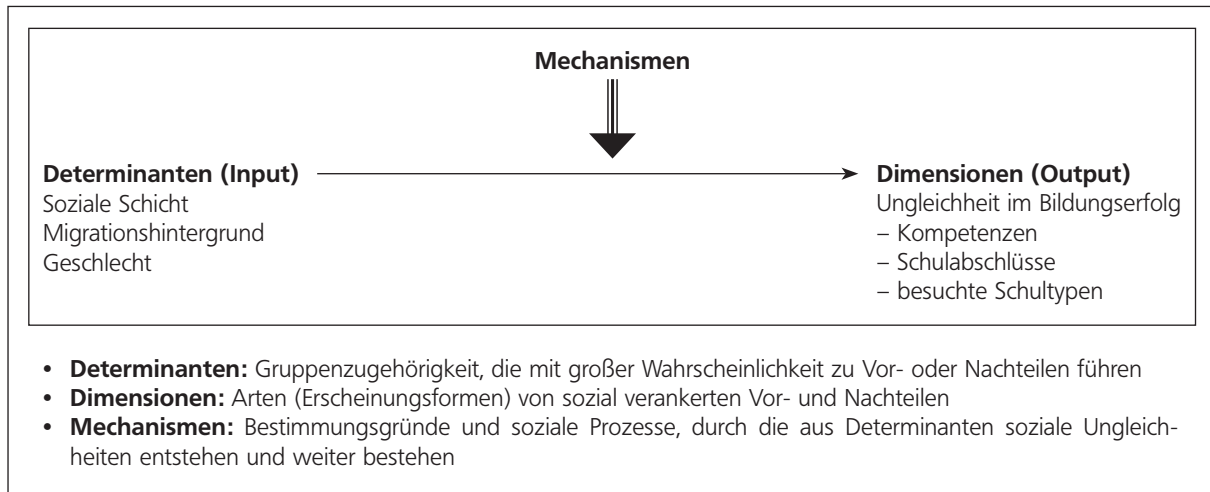 Mechanismen
Determinanten (Input)
Soziale Schicht
Migrationshintergrund
Geschlecht
Dimensionen (Output)
Ungleichheit im Bildungserfolg
– Kompetenzen
– Schulabschlüsse
– besuchte Schultypen
• Determinanten: Gruppenzugehörigkeit, die mit großer Wahrscheinlichkeit zu Vor- oder Nachteilen führen
• Dimensionen: Arten (Erscheinungsformen) von sozial verankerten Vor- und Nachteilen
• Mechanismen: Bestimmungsgründe und soziale Prozesse, durch die aus Determinanten soziale Ungleich-
heiten entstehen und weiter bestehen